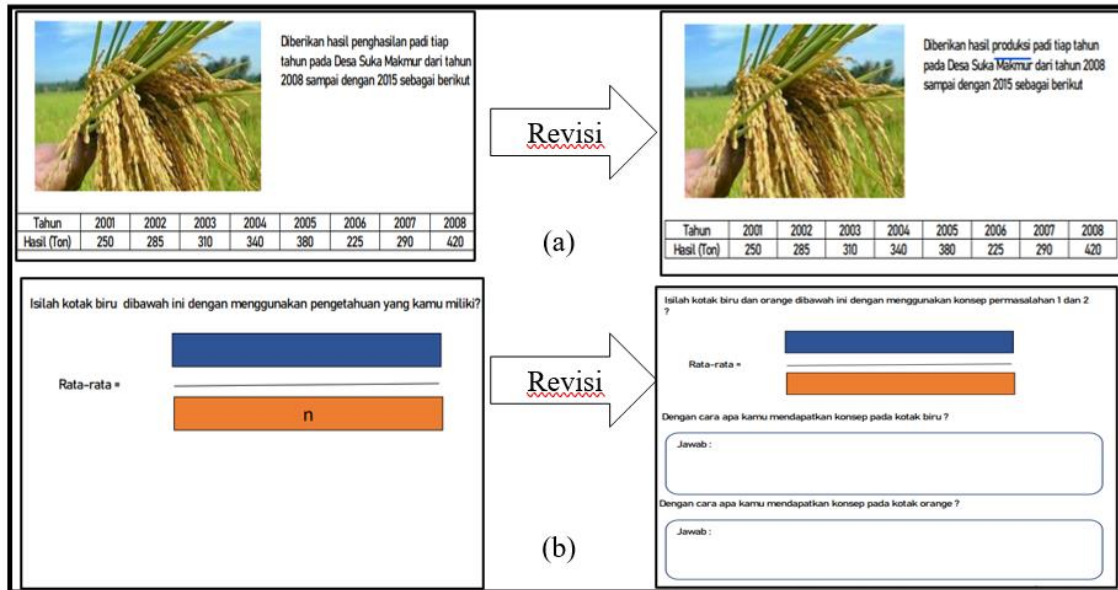 Diberikan hasil penghasilan padi tiap
tahun pada Desa Suka Makmur dari tahun
2008 sampai dengan 2015 sebagai berikut
Tahun 2001 2002 2003 2004 2005 2006 2007 2008
Hasil (Ton) 250 285 310 340 380 225 290 420
Revisi
(a)
Diberikan hasil produksi padi tiap tahun
pada Desa Suka Makmur dari tahun 2008
sampai dengan 2015 sebagai berikut
Tahun 2001 2002 2003 2004 2005 2006 2007 2008
Hasil (Ton) 250 285 310 340 380 225 290 420
Isilah kotak biru dibawah ini dengan menggunakan pengetahuan yang kamu miliki?
Rata-rata =
n
Revisi
(b)
Isilah kotak biru dan orange dibawah ini dengan menggunakan konsep permasalahan 1 dan 2
?
Rata-rata =
Dengan cara apa kamu mendapatkan konsep pada kotak biru ?
Jawab :
Dengan cara apa kamu mendapatkan konsep pada kotak orange ?
Jawab :